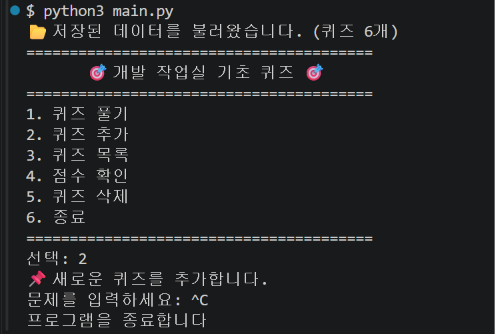 $ python3 main.py
📂 저장된 데이터를 불러왔습니다. (퀴즈 6개)
========================================
🎯 개발 작업실 기초 퀴즈 🎯
========================================
1. 퀴즈 풀기
2. 퀴즈 추가
3. 퀴즈 목록
4. 점수 확인
5. 퀴즈 삭제
6. 종료
========================================
선택: 2
📌 새로운 퀴즈를 추가합니다.
문제를 입력하세요: ^C
프로그램을 종료합니다